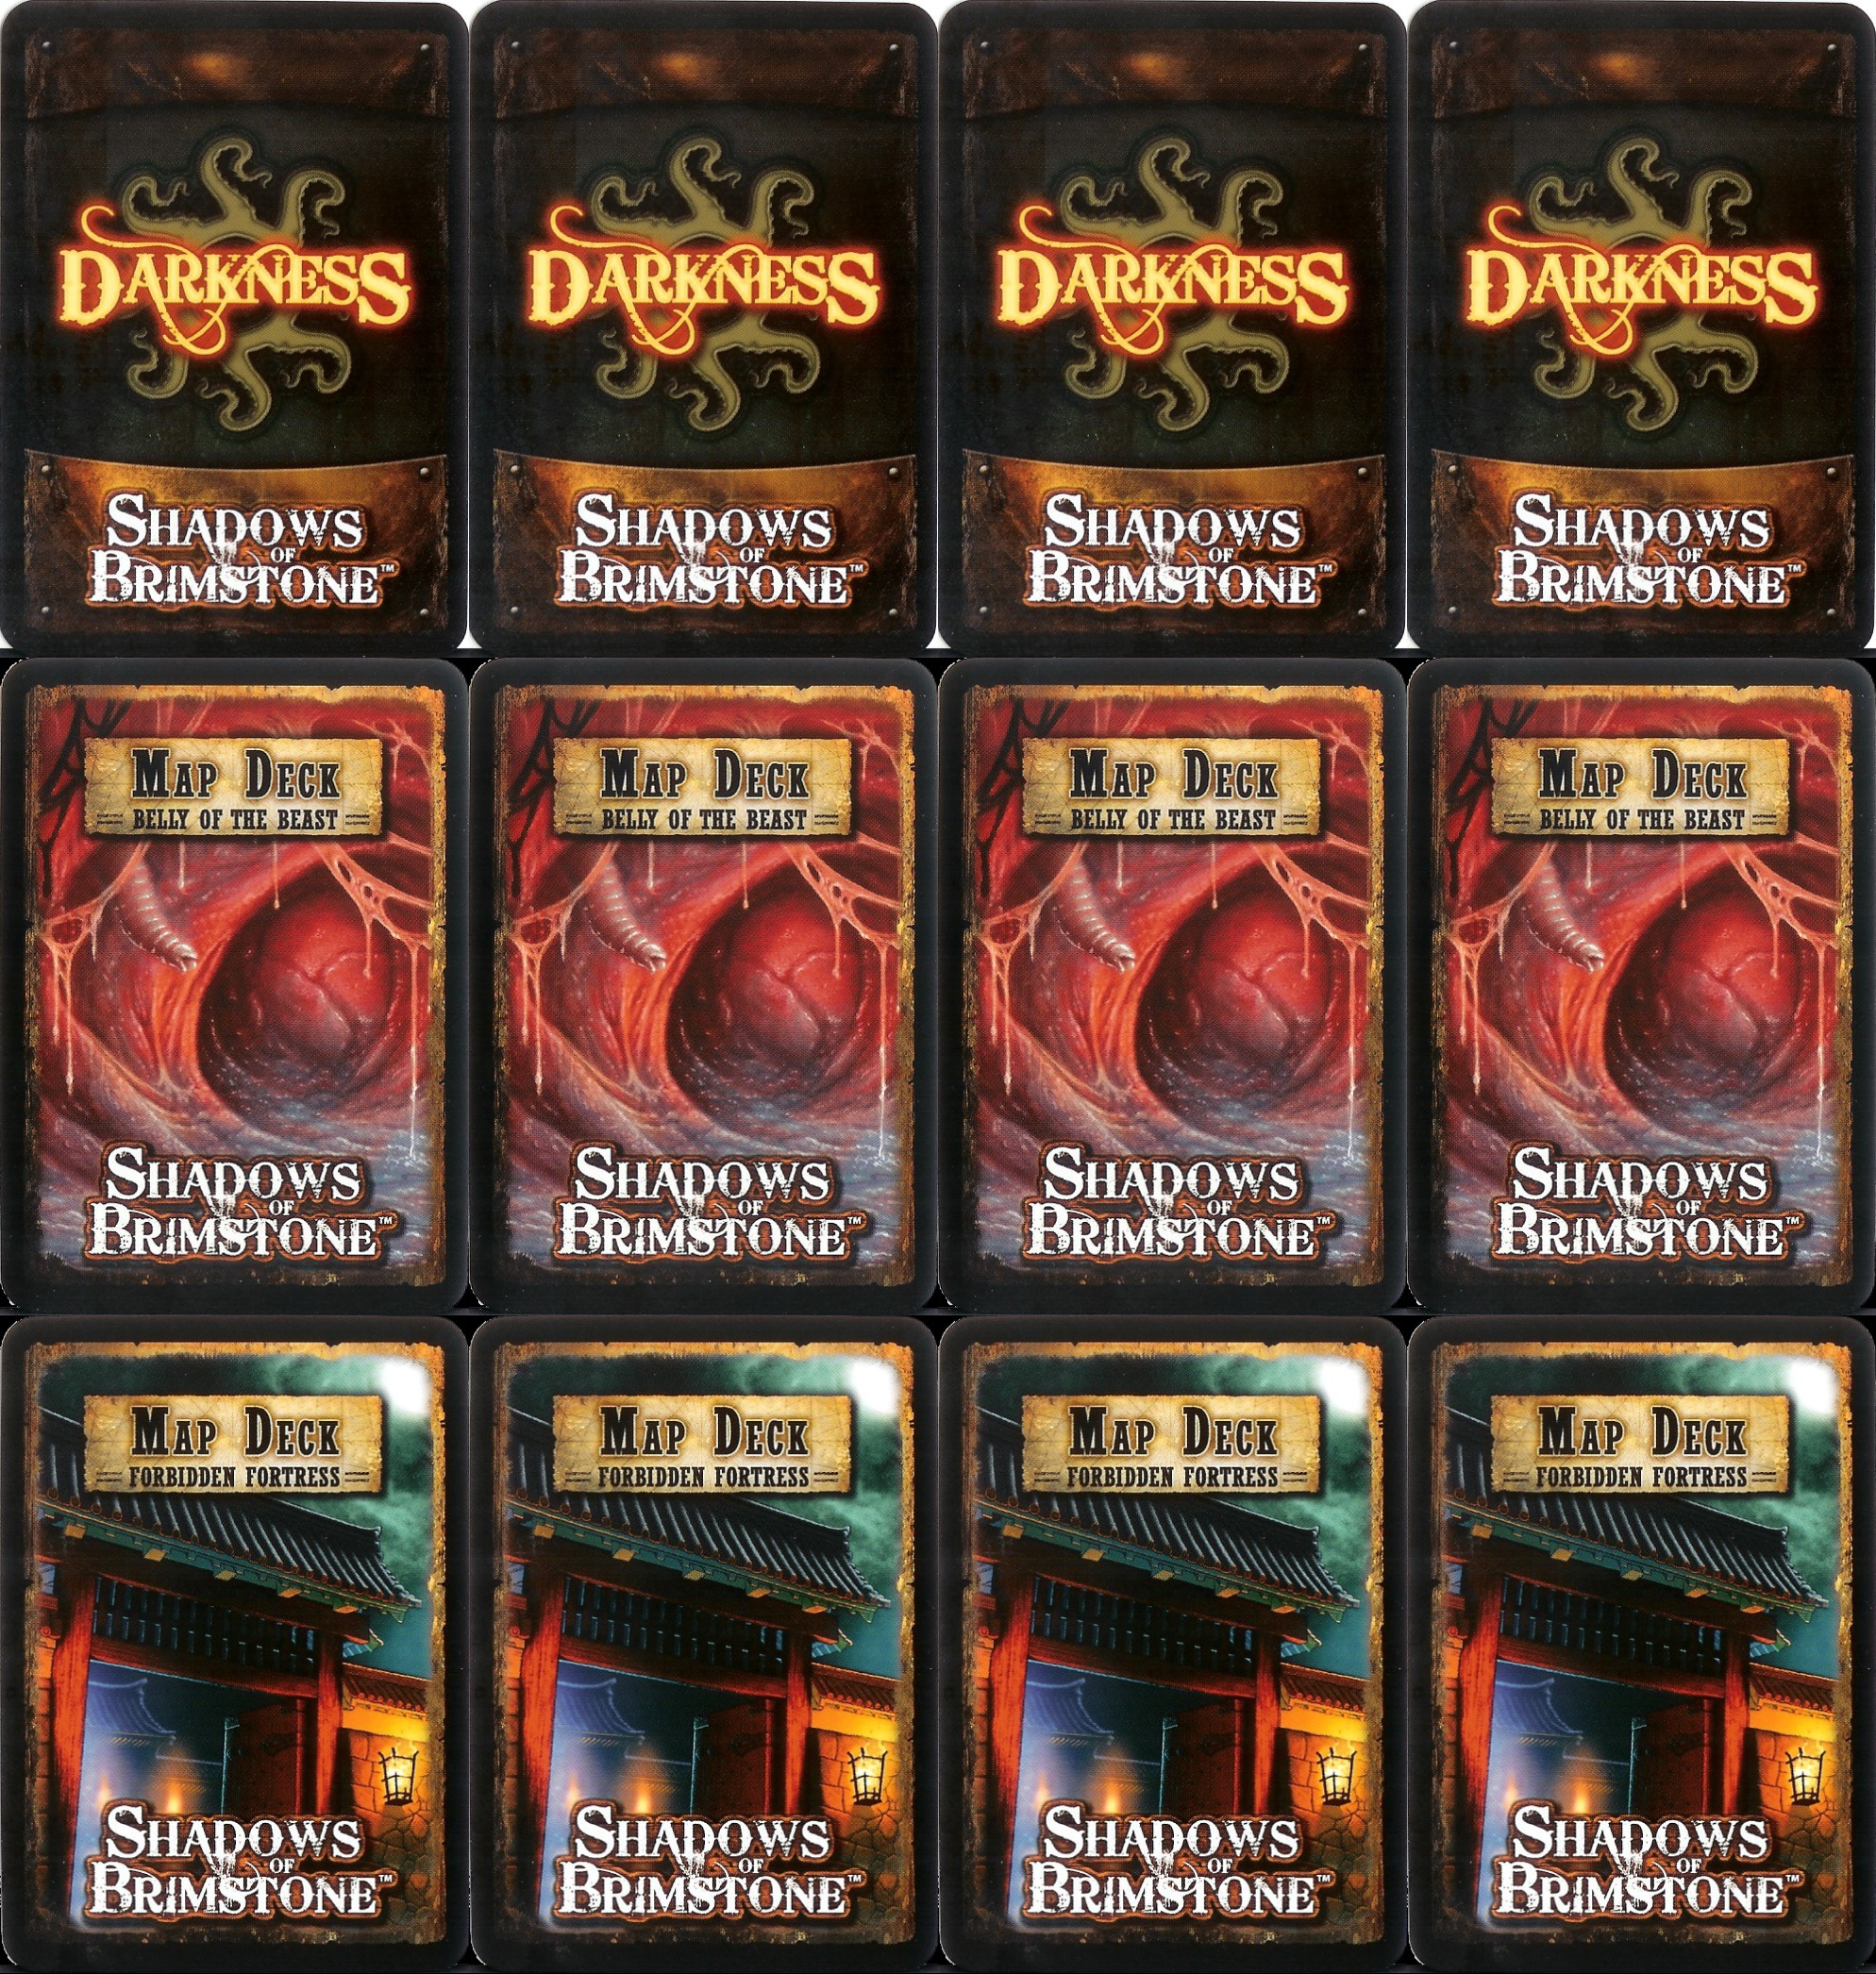 DARKNESS DARKNESS DARKNESS DARKNESS
SHADOWS SHADOWS SHADOWS SHADOWS
OF OF OF OF
BRIMSTONE™ BRIMSTONE™ BRIMSTONE™ BRIMSTONE™
MAP DECK MAP DECK MAP DECK MAP DECK
BELLY OF THE BEAST BELLY OF THE BEAST BELLY OF THE BEAST BELLY OF THE BEAST
SHADOWS SHADOWS SHADOWS SHADOWS
OF OF OF OF
BRIMSTONE™ BRIMSTONE™ BRIMSTONE™ BRIMSTONE™
MAP DECK MAP DECK MAP DECK MAP DECK
FORBIDDEN FORTRESS FORBIDDEN FORTRESS FORBIDDEN FORTRESS FORBIDDEN FORTRESS
SHADOWS SHADOWS SHADOWS SHADOWS
OF OF OF OF
BRIMSTONE™ BRIMSTONE™ BRIMSTONE™ BRIMSTONE™